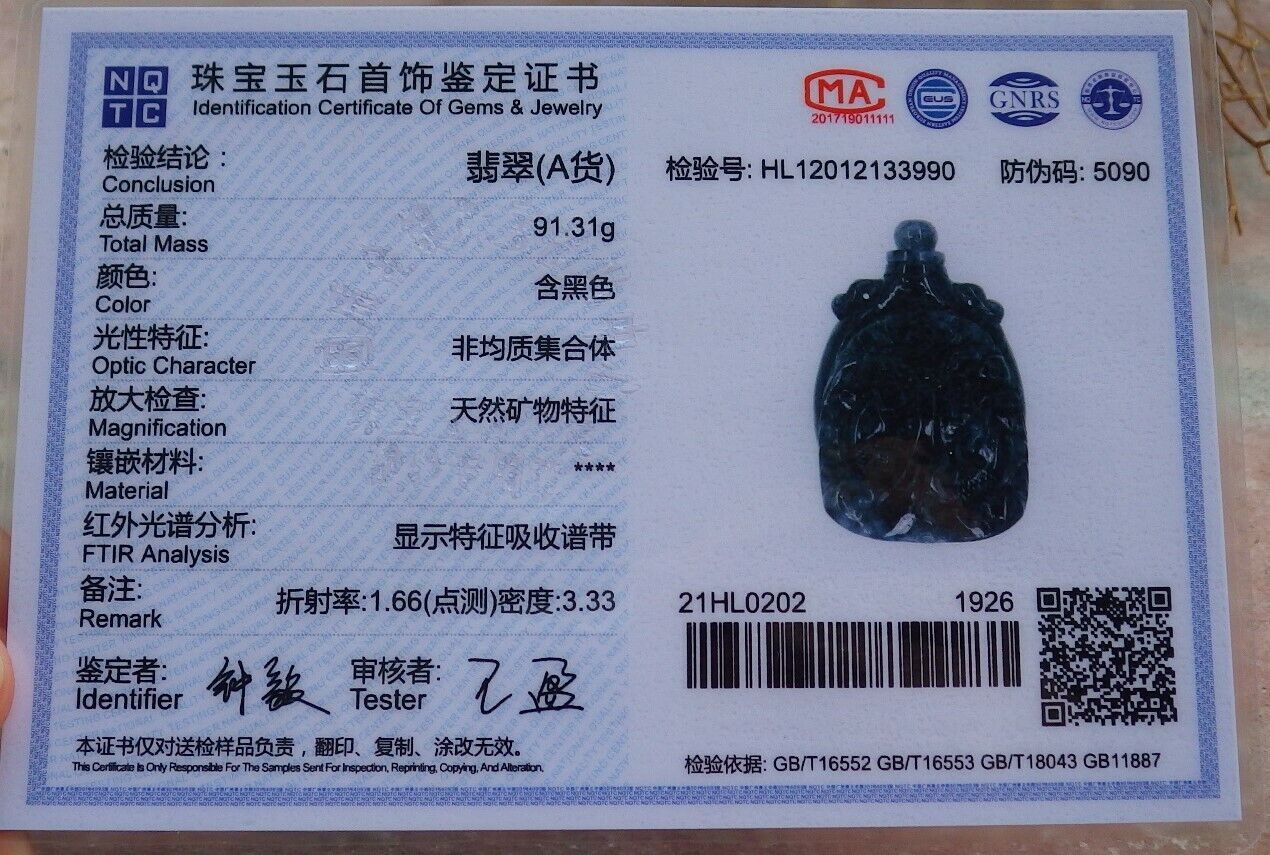 NQ
TC
珠宝玉石首饰鉴定证书
Identification Certificate Of Gems & Jewelry
MA
201719011111
EUS
GNRS
检验结论：
Conclusion
翡翠(A货)
总质量:
Total Mass
91.31g
颜色:
Color
含黑色
光性特征:
Optic Character
非均质集合体
放大检查:
Magnification
天然矿物特征
镶嵌材料:
Material
****
红外光谱分析:
FTIR Analysis
显示特征吸收谱带
备注:
Remark
折射率:1.66(点测)密度:3.33
鉴定者:
Identifier
审核者:
Tester
本证书仅对送检样品负责，翻印、复制、涂改无效。
This Certificate Is Only Responsible For The Samples Sent For Inspection, Reprinting, Copying, And Alteration.
检验号: HL12012133990 防伪码: 5090
21HL0202 1926
检验依据: GB/T16552 GB/T16553 GB/T18043 GB11887